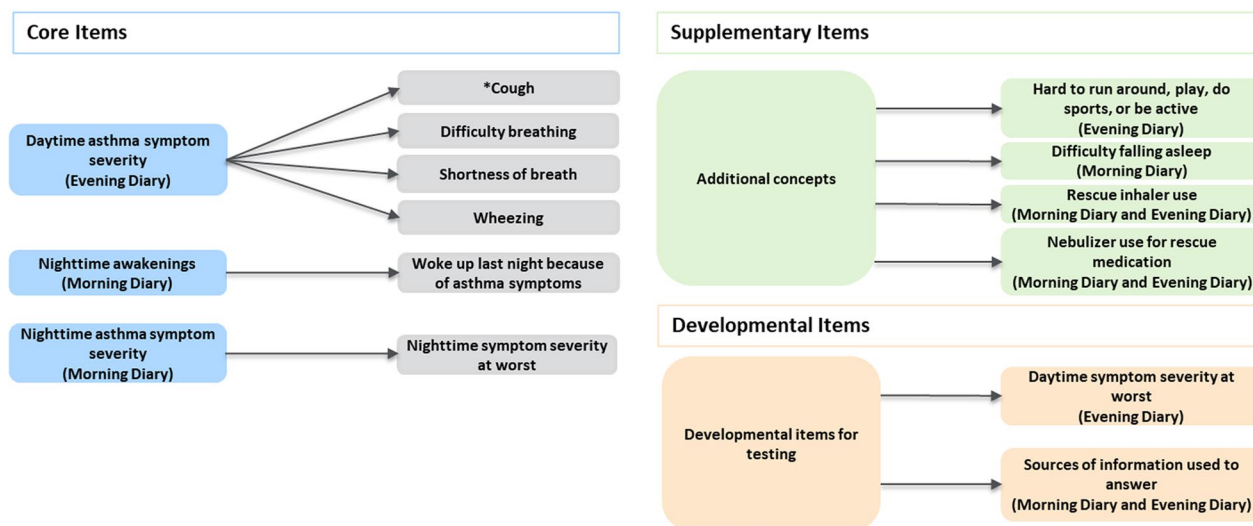 Core Items
Daytime asthma symptom
severity
(Evening Diary)
*Cough
Difficulty breathing
Shortness of breath
Wheezing
Nighttime awakenings
(Morning Diary)
Woke up last night because
of asthma symptoms
Nighttime asthma symptom
severity
(Morning Diary)
Nighttime symptom severity
at worst
Supplementary Items
Additional concepts
Hard to run around, play, do
sports, or be active
(Evening Diary)
Difficulty falling asleep
(Morning Diary)
Rescue inhaler use
(Morning Diary and Evening Diary)
Nebulizer use for rescue
medication
(Morning Diary and Evening Diary)
Developmental Items
Developmental items for
testing
Daytime symptom severity at
worst
(Evening Diary)
Sources of information used to
answer
(Morning Diary and Evening Diary)